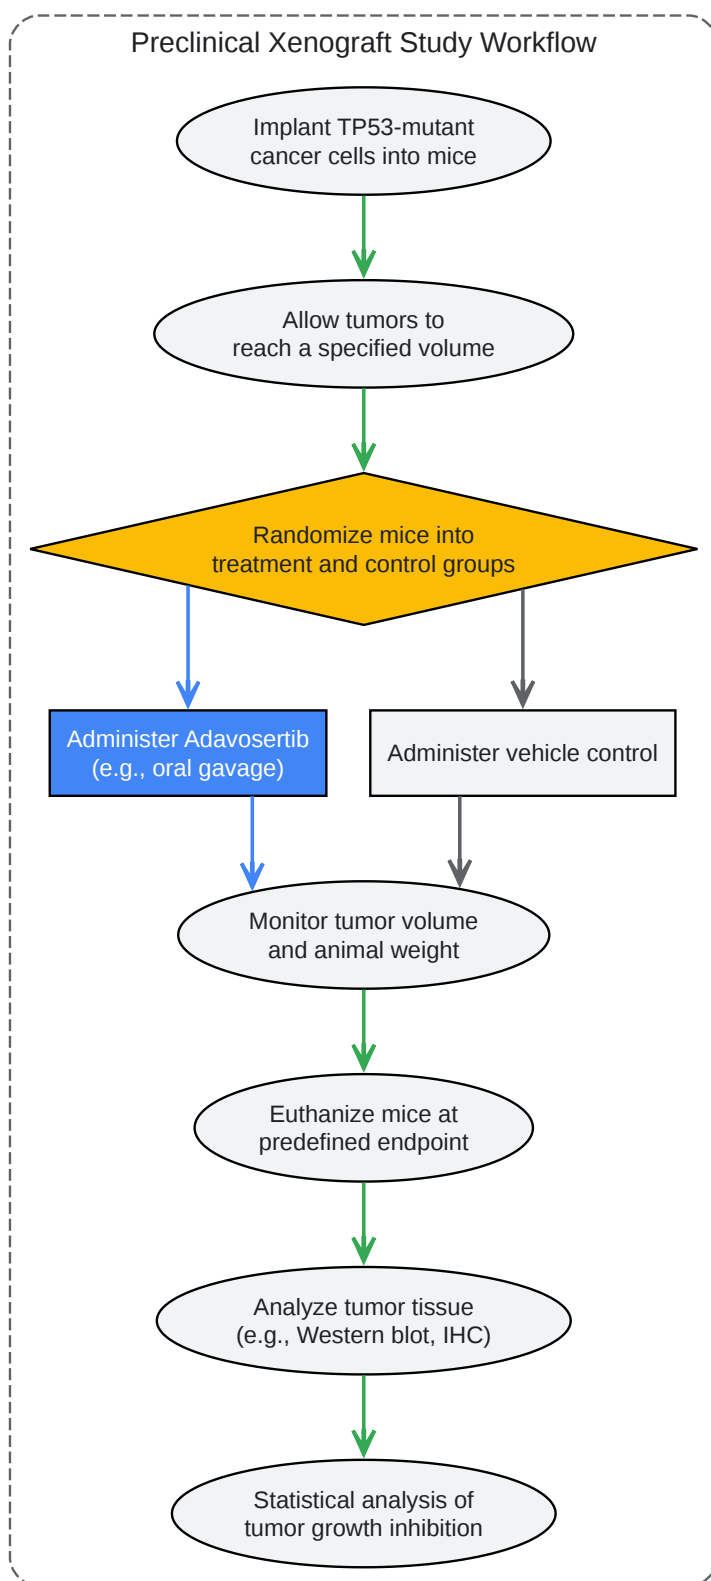 Preclinical Xenograft Study Workflow
Implant TP53-mutant
cancer cells into mice
Allow tumors to
reach a specified volume
Randomize mice into
treatment and control groups
Administer Adavosertib
(e.g., oral gavage)
Administer vehicle control
Monitor tumor volume
and animal weight
Euthanize mice at
predefined endpoint
Analyze tumor tissue
(e.g., Western blot, IHC)
Statistical analysis of
tumor growth inhibition